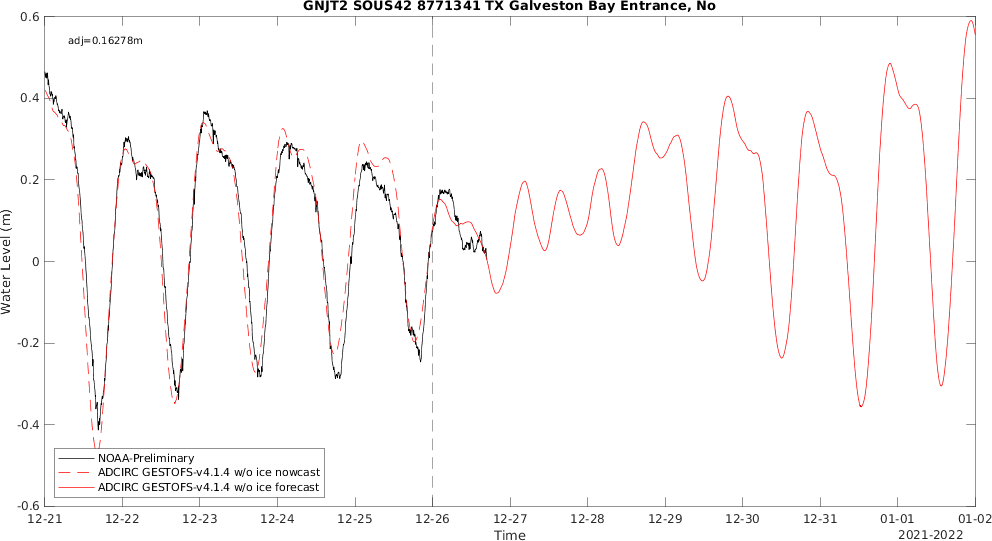 GNJT2 SOUS42 8771341 TX Galveston Bay Entrance, No
adj=0.16278m
Water Level (m)
0.6
0.4
0.2
0
-0.2
-0.4
-0.6
NOAA-Preliminary
ADCIRC GESTOFS-v4.1.4 w/o ice nowcast
ADCIRC GESTOFS-v4.1.4 w/o ice forecast
12-21 12-22 12-23 12-24 12-25 12-26 12-27 12-28 12-29 12-30 12-31 01-01 01-02
Time
2021-2022